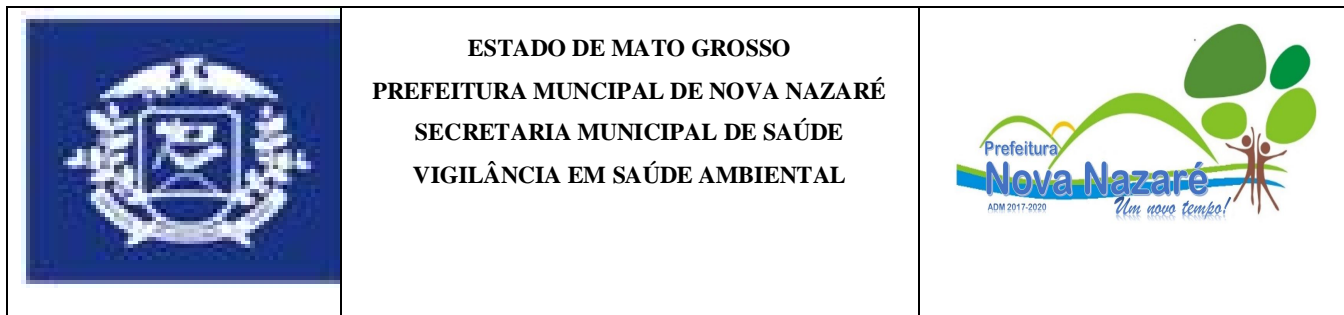 ESTADO DE MATO GROSSO
PREFEITURA MUNCIPAL DE NOVA NAZARÉ
SECRETARIA MUNICIPAL DE SAÚDE
VIGILÂNCIA EM SAÚDE AMBIENTAL
Prefeitura
Nova Nazaré
ADM 2017-2020
Um novo tempo!